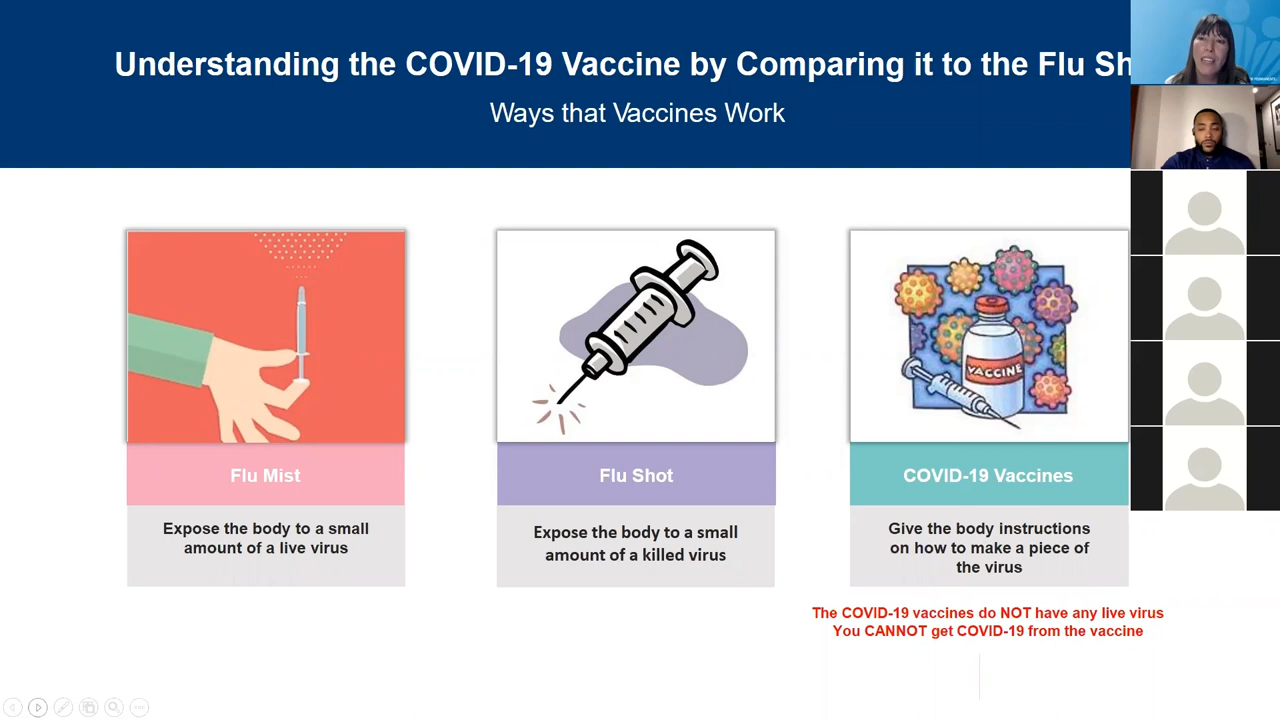 Understanding the COVID-19 Vaccine by Comparing it to the Flu Sh
Ways that Vaccines Work
VACCINE
Flu Mist
Flu Shot
COVID-19 Vaccines
Expose the body to a small
amount of a live virus
Expose the body to a small
amount of a killed virus
Give the body instructions
on how to make a piece of
the virus
The COVID-19 vaccines do NOT have any live virus
You CANNOT get COVID-19 from the vaccine